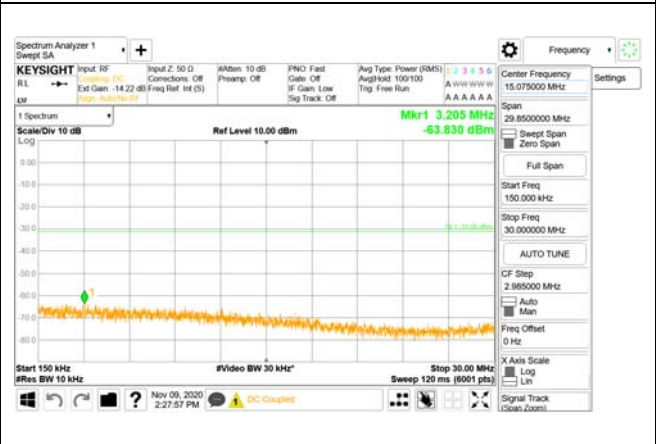 Spectrum Analyzer 1
Swept SA
Frequency
KEYSIGHT
Input: RF
Input Z: 50 Ω
#Atten: 10 dB
PNO: Fast
Avg Type: Power (RMS)
1 2 3 4 5 6
RL
Coupling: DC
Corrections: Off
Preamp: Off
Gate: Off
Avg|Hold: 100/100
A W W W W W
Ext Gain: -14.22 dB
Freq Ref: Int (S)
IF Gain: Low
Trig: Free Run
A A A A A A
Align: Auto/No RF
Sig Track: Off
Settings
1 Spectrum
Mkr1 3.205 MHz
Scale/Div 10 dB
Ref Level 10.00 dBm
-63.830 dBm
Log
0.00
-10.0
-20.0
-30.0
-40.0
-50.0
-60.0
-70.0
-80.0
1
Start 150 kHz
#Video BW 30 kHz*
Stop 30.00 MHz
#Res BW 10 kHz
Sweep 120 ms (6001 pts)
Center Frequency
15.075000 MHz
Span
29.8500000 MHz
Swept Span
Zero Span
Full Span
Start Freq
150.000 kHz
Stop Freq
30.000000 MHz
AUTO TUNE
CF Step
2.985000 MHz
Auto
Man
Freq Offset
0 Hz
X Axis Scale
Log
Lin
Signal Track
(Span Zoom)
Nov 09, 2020
2:27:57 PM
1
DC Coupled